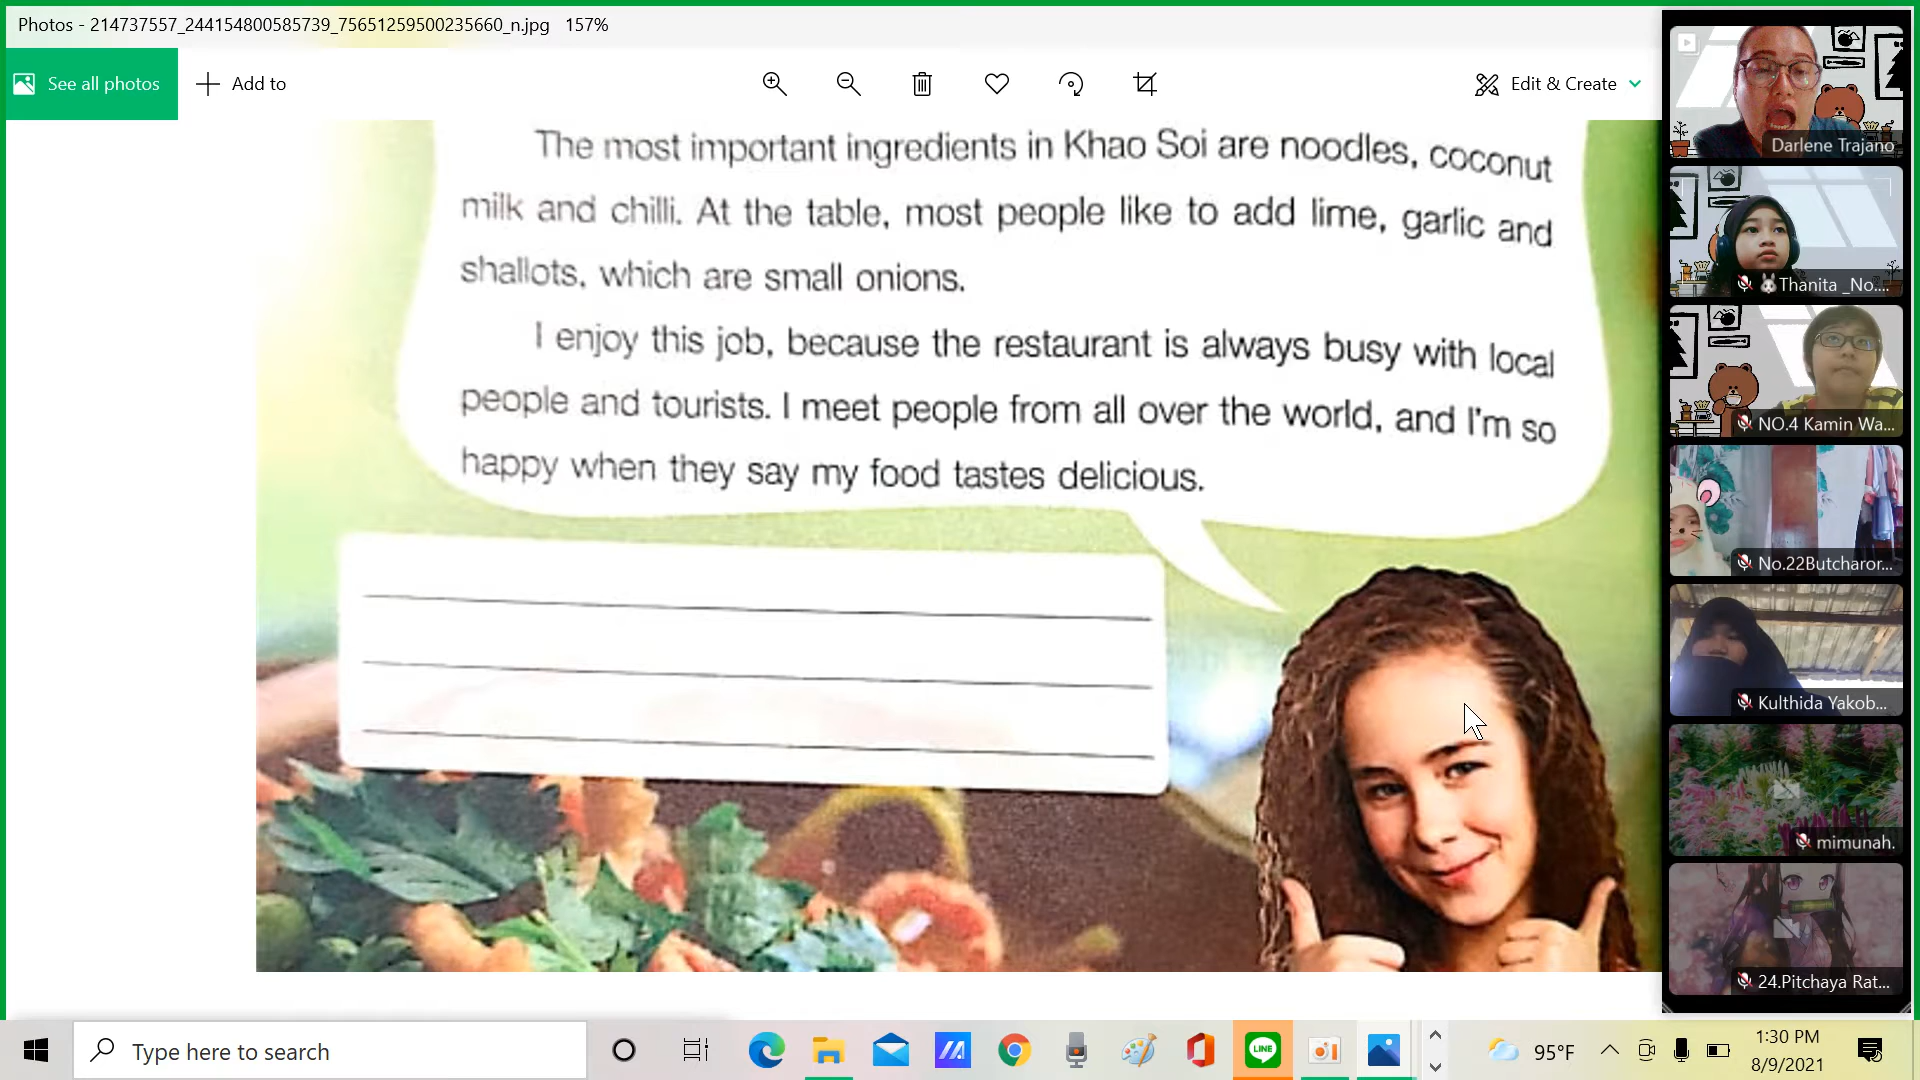 Photos - 214737557_244154800585739_75651259500235660_n.jpg 157%
See all photos
Add to
Edit & Create
The most important ingredients in Khao Soi are noodles, coconut
milk and chilli. At the table, most people like to add lime, garlic and
shallots, which are small onions.
I enjoy this job, because the restaurant is always busy with local
people and tourists. I meet people from all over the world, and I'm so
happy when they say my food tastes delicious.
Darlene Trajano
Thanita _No....
NO.4 Kamin Wa...
No.22Butcharor...
Kulthida Yakob...
mimunah.
24.Pitchaya Rat...
Type here to search
LINE
95°F
1:30 PM
8/9/2021